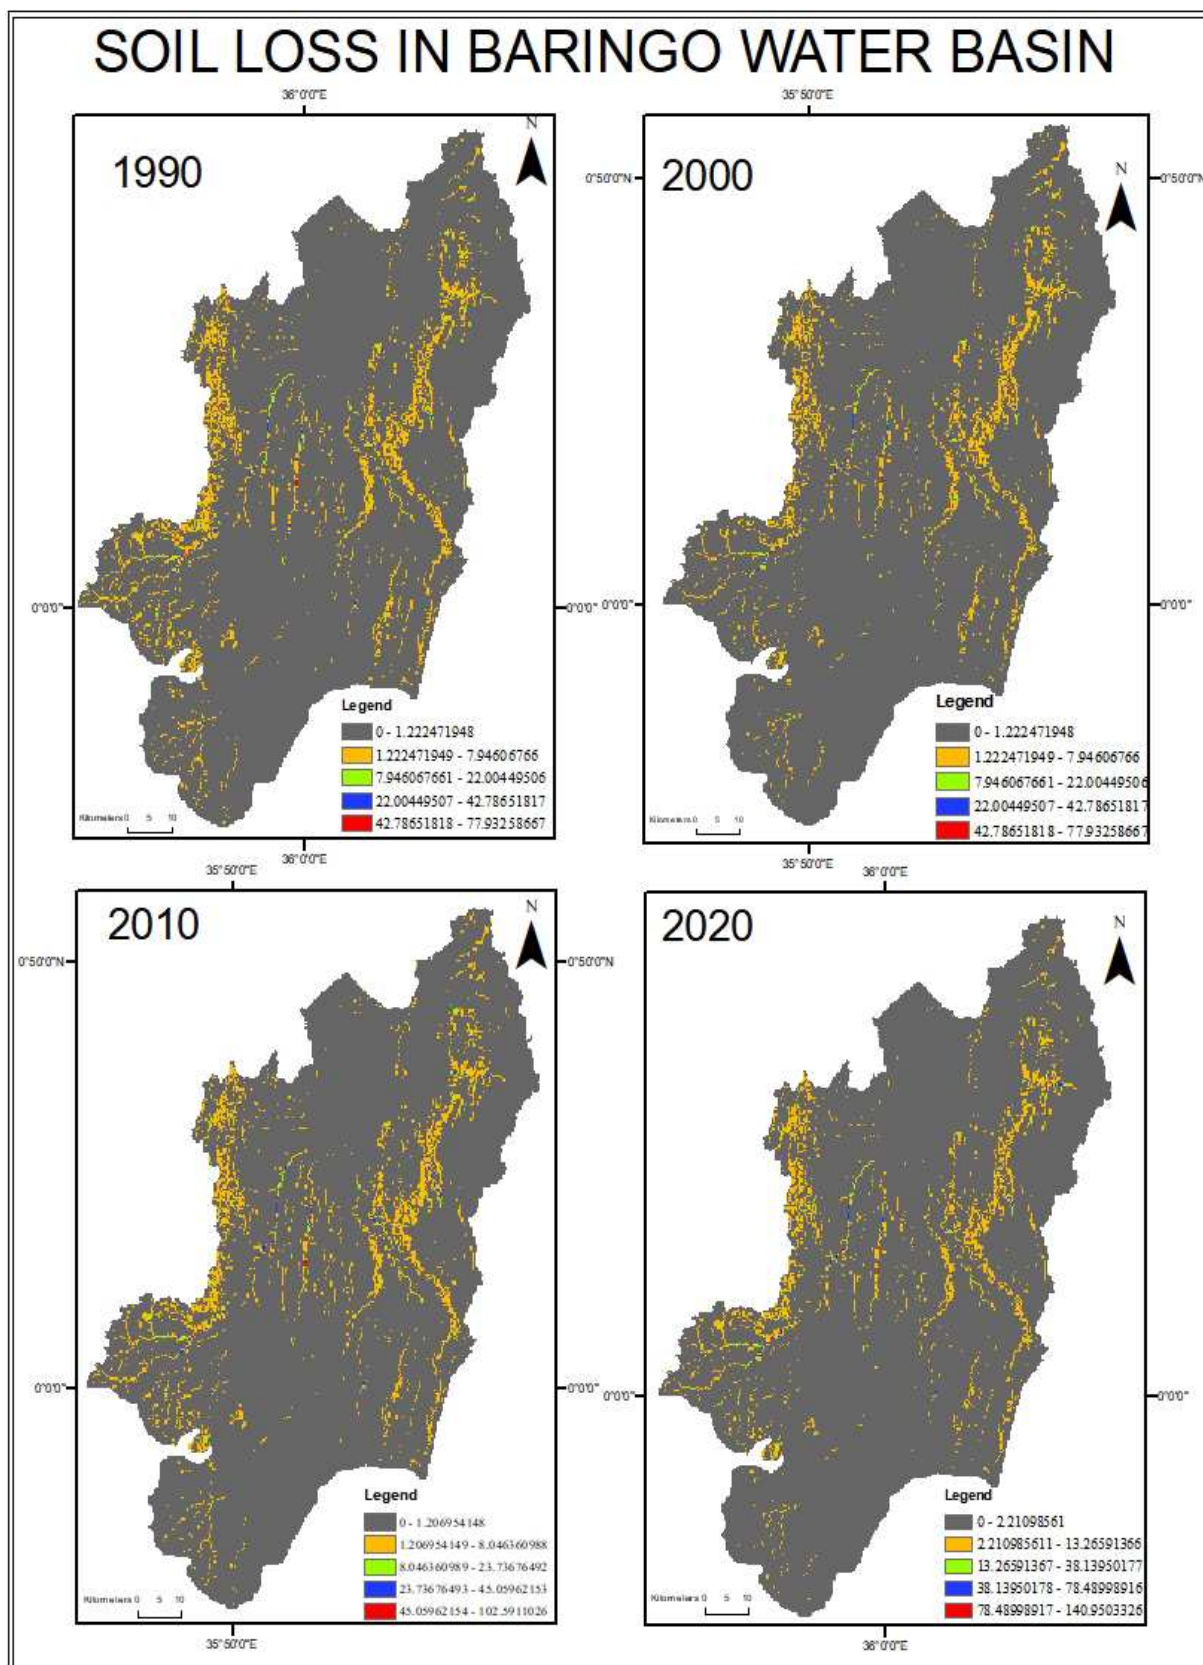 SOIL LOSS IN BARINGO WATER BASIN
36°0'0"E
1990
N
0°0'0"
0°0'0"
Legend
0 - 1.222471948
1.222471949 - 7.94606766
7.946067661 - 22.00449506
22.00449507 - 42.78651817
42.78651818 - 77.93258667
Kilometers 0 5 10
36°0'0"E
35°50'0"E
2000
N
0°50'0"N
0°50'0"N
0°0'0"
0°0'0"
Legend
0 - 1.222471948
1.222471949 - 7.94606766
7.946067661 - 22.00449506
22.00449507 - 42.78651817
42.78651818 - 77.93258667
Kilometers 0 5 10
35°50'0"E
35°50'0"E
2010
N
0°50'0"N
0°50'0"N
0°0'0"
0°0'0"
Legend
0 - 1.206954148
1.206954149 - 8.046360988
8.046360989 - 23.73676492
23.73676493 - 45.05962153
45.05962154 - 102.5911026
Kilometers 0 5 10
35°50'0"E
36°0'0"E
2020
N
0°0'0"
0°0'0"
Legend
0 - 2.21098561
2.210985611 - 13.26591366
13.26591367 - 38.13950177
38.13950178 - 78.48998916
78.48998917 - 140.9503326
Kilometers 0 5 10
36°0'0"E